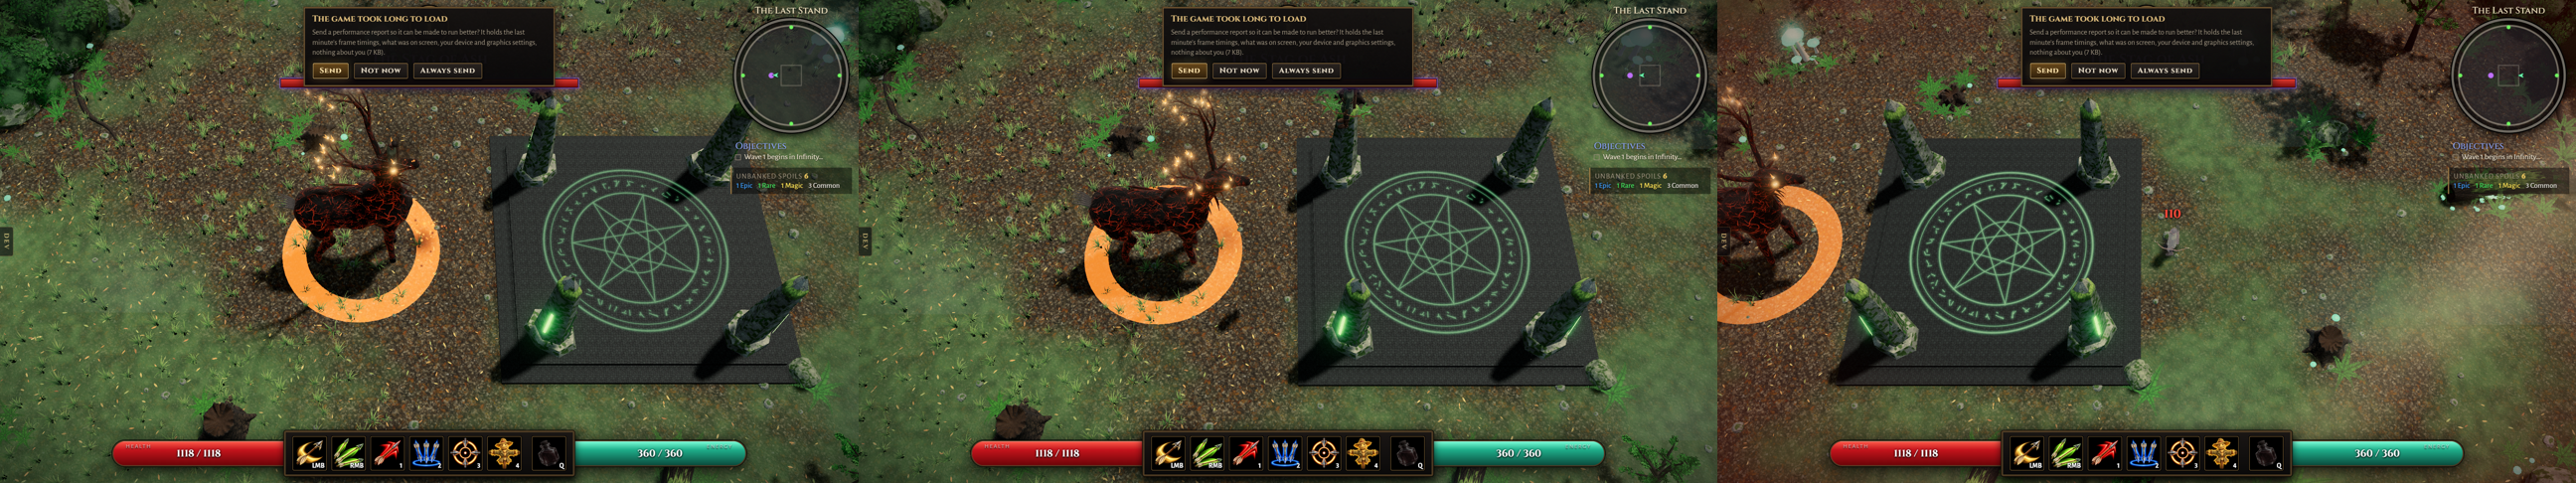 THE LAST STAND
THE GAME TOOK LONG TO LOAD
Send a performance report so it can be made to run better? It holds the last
minute's frame timings, what was on screen, your device and graphics settings,
nothing about you (7 KB).
SEND
NOT NOW
ALWAYS SEND
OBJECTIVES
Wave 1 begins in Infinity...
UNBANKED SPOILS 6
1 Epic 1 Rare 1 Magic 3 Common
DEV
HEALTH
1118 / 1118
LMB
RMB
1
2
3
4
Q
ENERGY
360 / 360
THE LAST STAND
THE GAME TOOK LONG TO LOAD
Send a performance report so it can be made to run better? It holds the last
minute's frame timings, what was on screen, your device and graphics settings,
nothing about you (7 KB).
SEND
NOT NOW
ALWAYS SEND
OBJECTIVES
Wave 1 begins in Infinity...
UNBANKED SPOILS 6
1 Epic 1 Rare 1 Magic 3 Common
DEV
HEALTH
1118 / 1118
LMB
RMB
1
2
3
4
Q
ENERGY
360 / 360
THE LAST STAND
THE GAME TOOK LONG TO LOAD
Send a performance report so it can be made to run better? It holds the last
minute's frame timings, what was on screen, your device and graphics settings,
nothing about you (7 KB).
SEND
NOT NOW
ALWAYS SEND
OBJECTIVES
Wave 1 begins in Infinity...
UNBANKED SPOILS 6
1 Epic 1 Rare 1 Magic 3 Common
110
DEV
HEALTH
1118 / 1118
LMB
RMB
1
2
3
4
Q
ENERGY
360 / 360